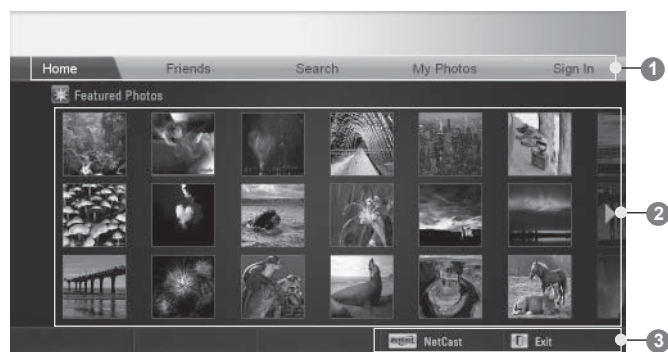 Home Friends Search My Photos Sign In
1
Featured Photos
2
NetCast Exit
3